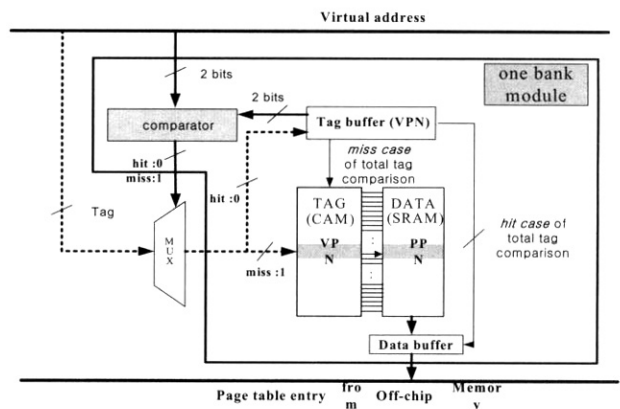 Virtual address
2 bits
one bank
module
2 bits
comparator
Tag buffer (VPN)
hit :0
miss:1
miss case
of total tag
comparison
hit :0
Tag
TAG
(CAM)
DATA
(SRAM)
hit case of
total tag
comparison
MUX
VP
N
PP
N
miss :1
Data buffer
Page table entry fro Off-chip Memor
m y